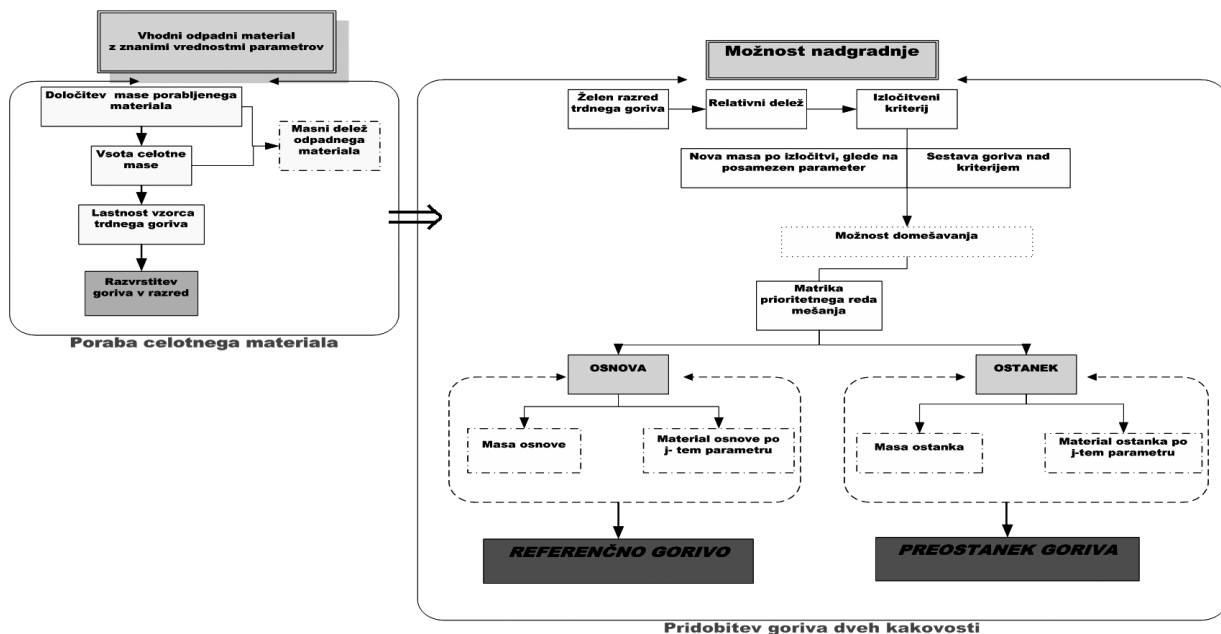 Vhodni odpadni material
z znanimi vrednostmi parametrov
Določitev mase porabljenega
materiala
Masni delež
odpadnega
materiala
Vsota celotne
mase
Lastnost vzorca
trdnega goriva
Razvrstitev
goriva v razred
Poraba celotnega materiala
Možnost nadgradnje
Želen razred
trdnega goriva
Relativni delež
Izločitveni
kriterij
Nova masa po izločitvi, glede na
posamezen parameter
Sestava goriva nad
kriterijem
Možnost domešavanja
Matrika
prioritetnega reda
mešanja
OSNOVA
OSTANEK
Masa osnove
Material osnove po
j- tem parametru
Masa ostanka
Material ostanka po
j-tem parametru
REFERENČNO GORIVO
PREOSTANEK GORIVA
Pridobitev goriva dveh kakovosti